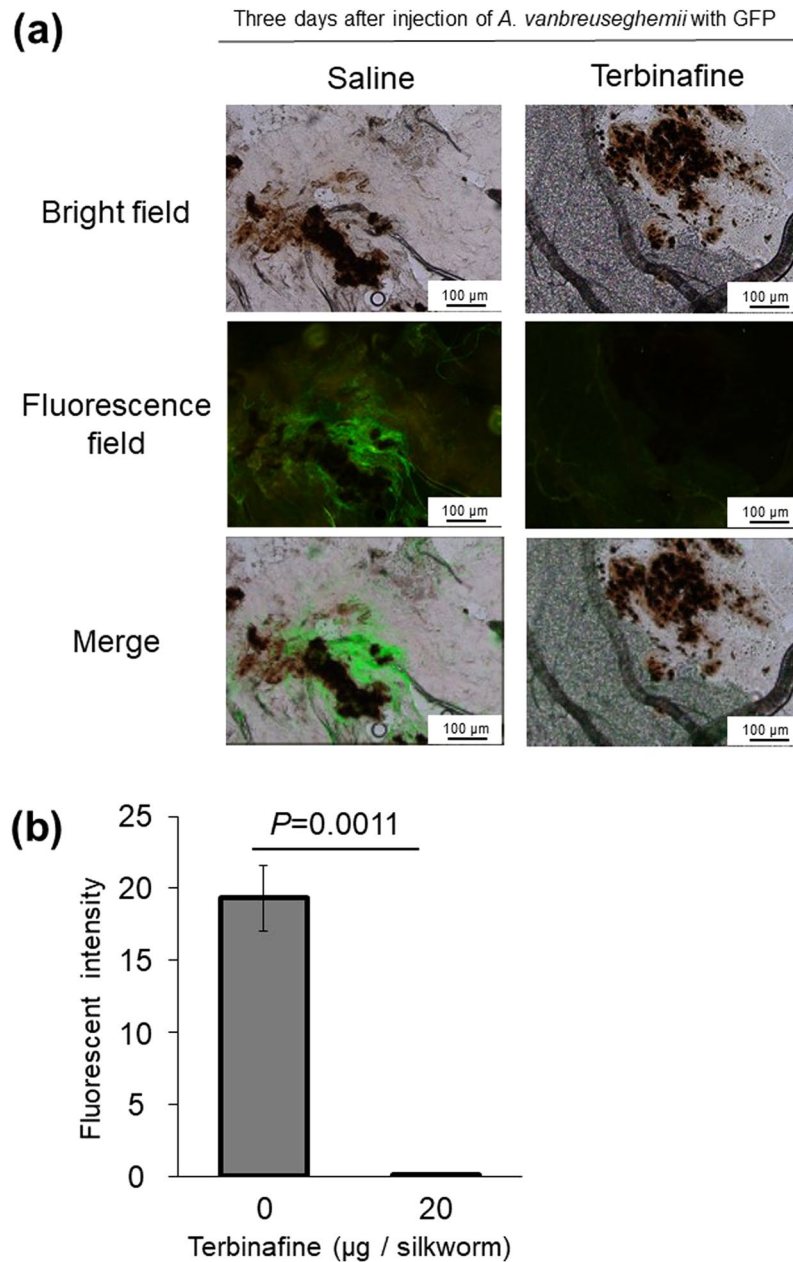 (a)
Three days after injection of A. vanbreuseghemii with GFP
Saline
Terbinafine
Bright field
100 µm
100 µm
Fluorescence
field
100 µm
100 µm
Merge
100 µm
100 µm
(b)
25
20
15
10
5
0
P=0.0011
Fluorescent intensity
0
20
Terbinafine (µg / silkworm)